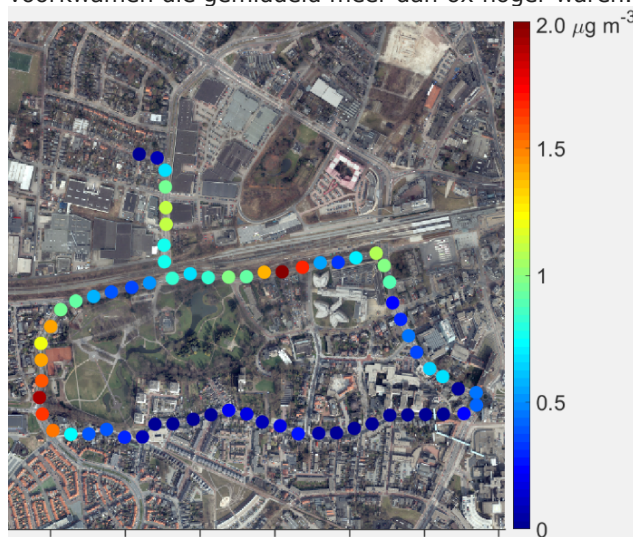 voorkwamen die gemiddeld meer dan 6x hoger waren.
2.0 µg m⁻³
1.5
1
0.5
0